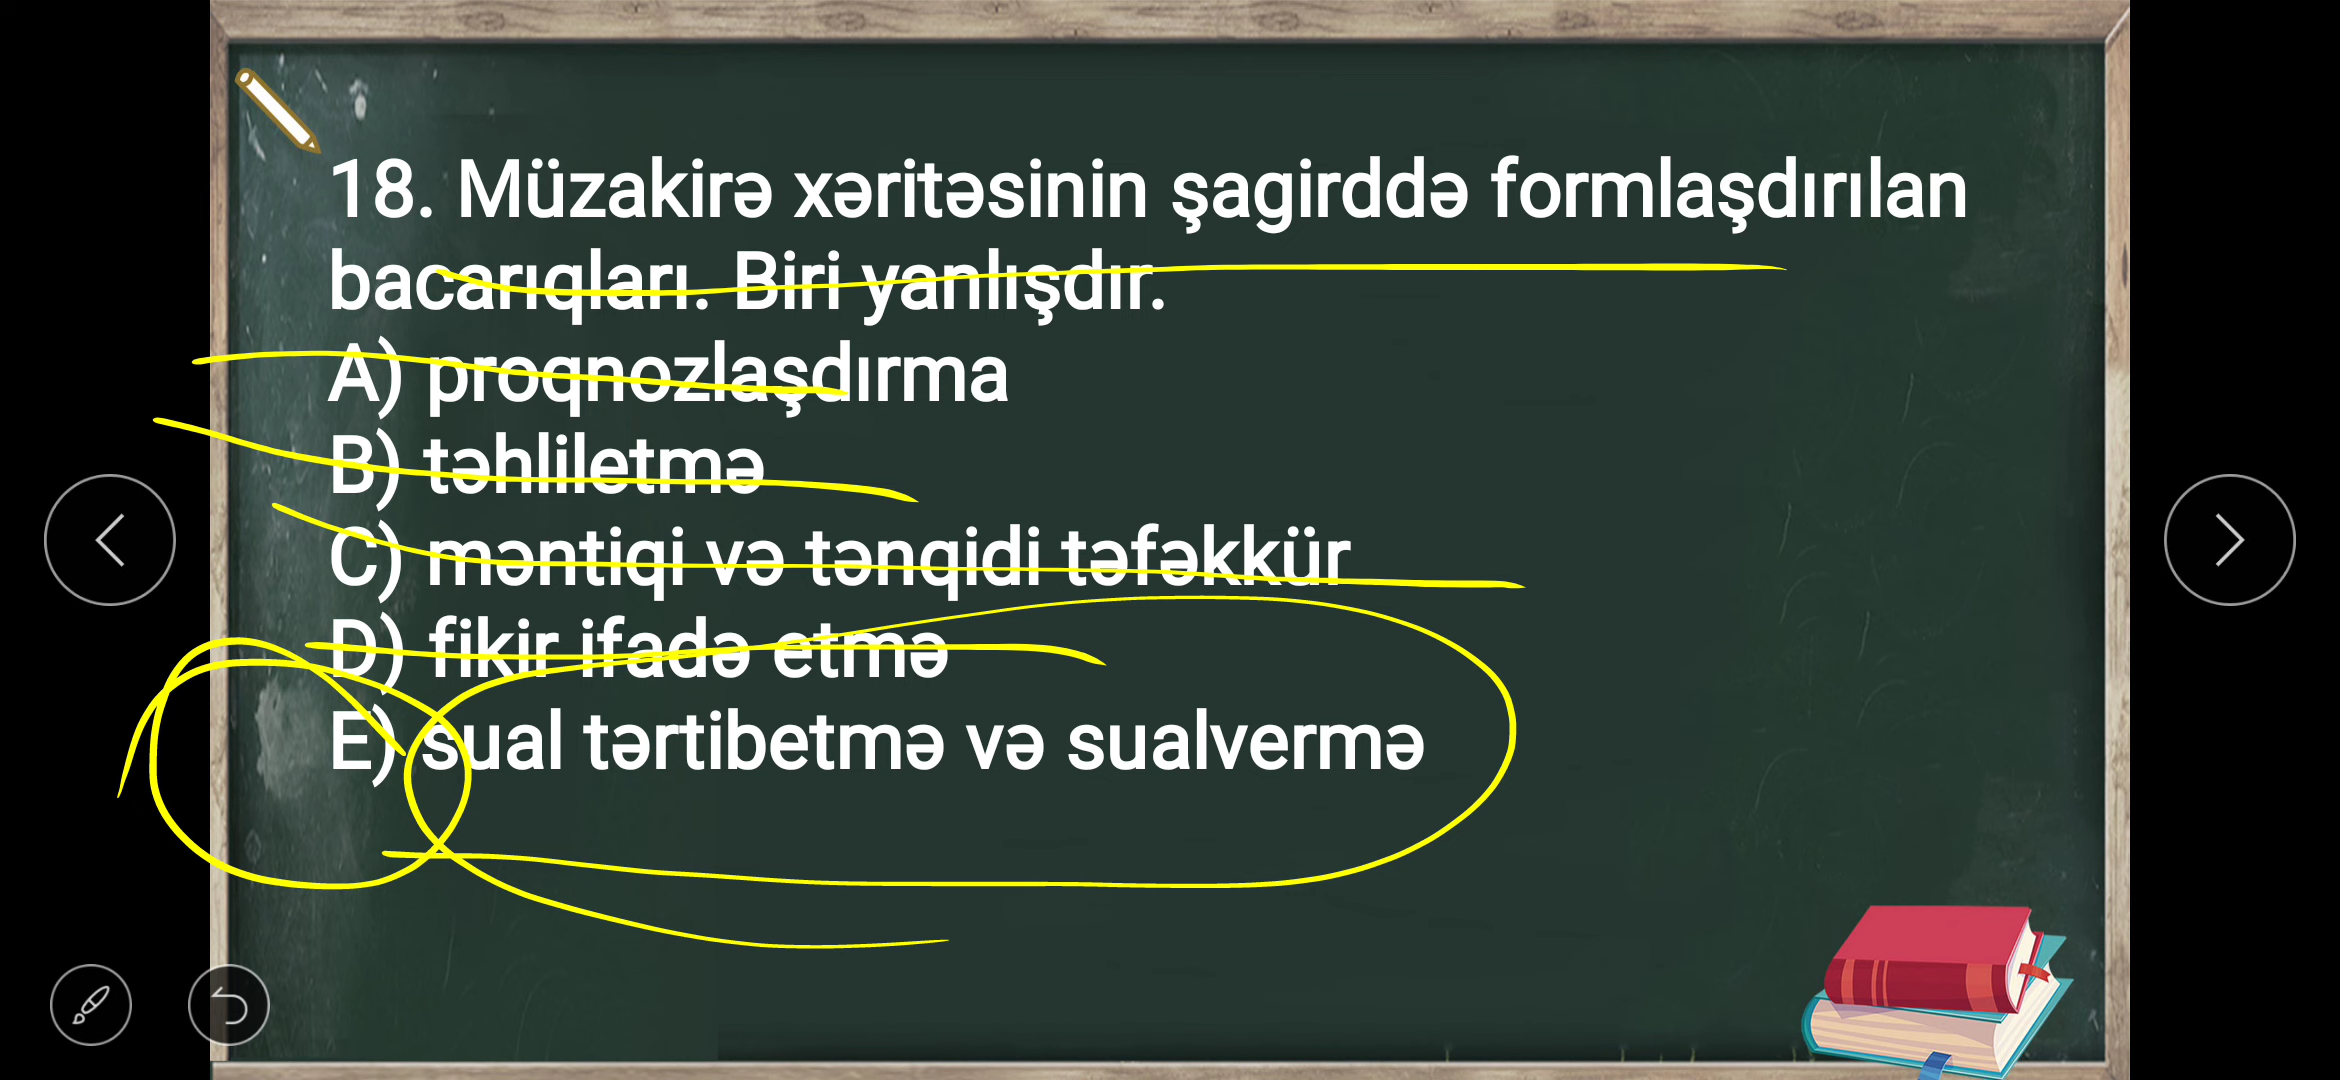 18. Müzakirə xəritəsinin şagirddə formlaşdırılan
bacarıqları. Biri yanlışdır.
A) proqnozlaşdırma
B) təhliletmə
C) məntiqi və tənqidi təfəkkür
D) fikir ifadə etmə
E) sual tərtibetmə və sualvermə